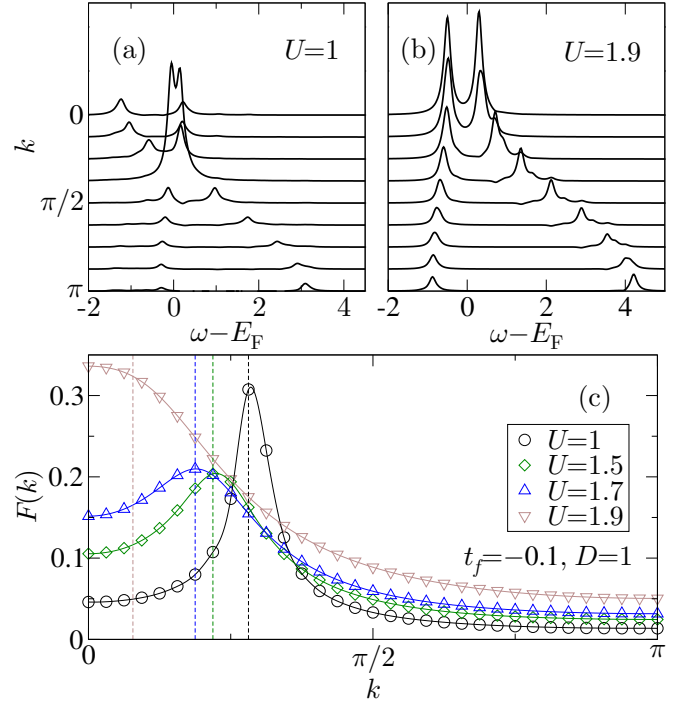 (a) U=1
(b) U=1.9
0
k
π/2
π
-2 0 2 4
-2 0 2 4
ω−E_F
ω−E_F
(c)
0.3
0.2
0.1
0
F(k)
U=1
U=1.5
U=1.7
U=1.9
t_f=−0.1, D=1
0 π/2 π
k